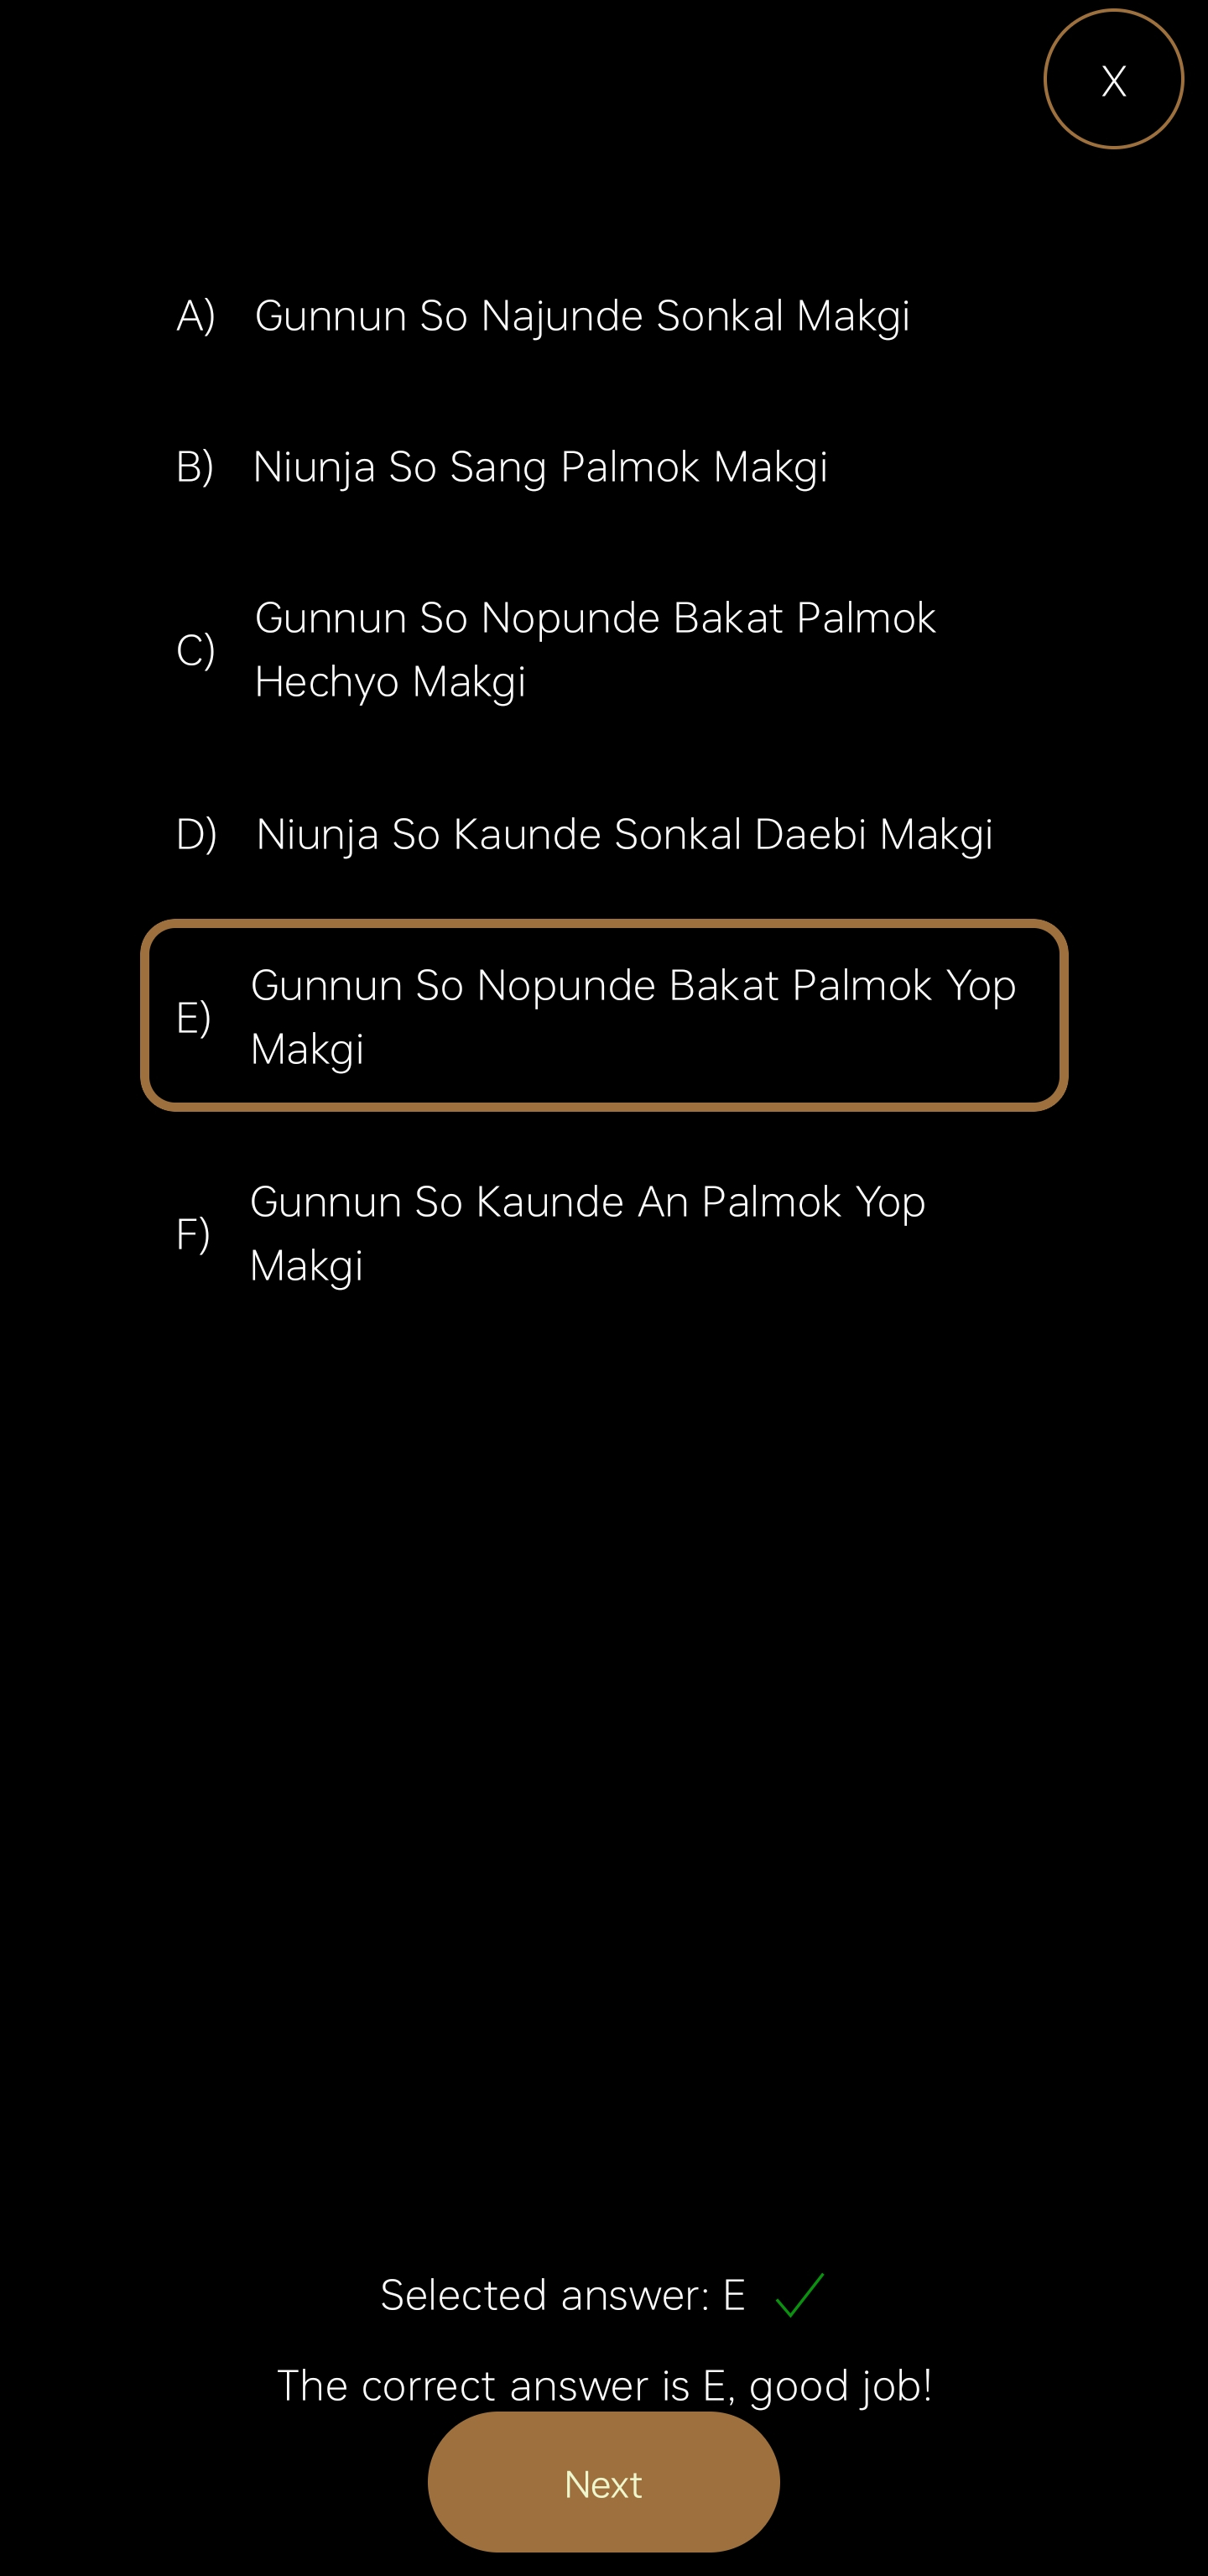 X
A) Gunnun So Najunde Sonkal Makgi
B) Niunja So Sang Palmok Makgi
C) Gunnun So Nopunde Bakat Palmok
Hechyo Makgi
D) Niunja So Kaunde Sonkal Daebi Makgi
E) Gunnun So Nopunde Bakat Palmok Yop
Makgi
F) Gunnun So Kaunde An Palmok Yop
Makgi
Selected answer: E
The correct answer is E, good job!
Next